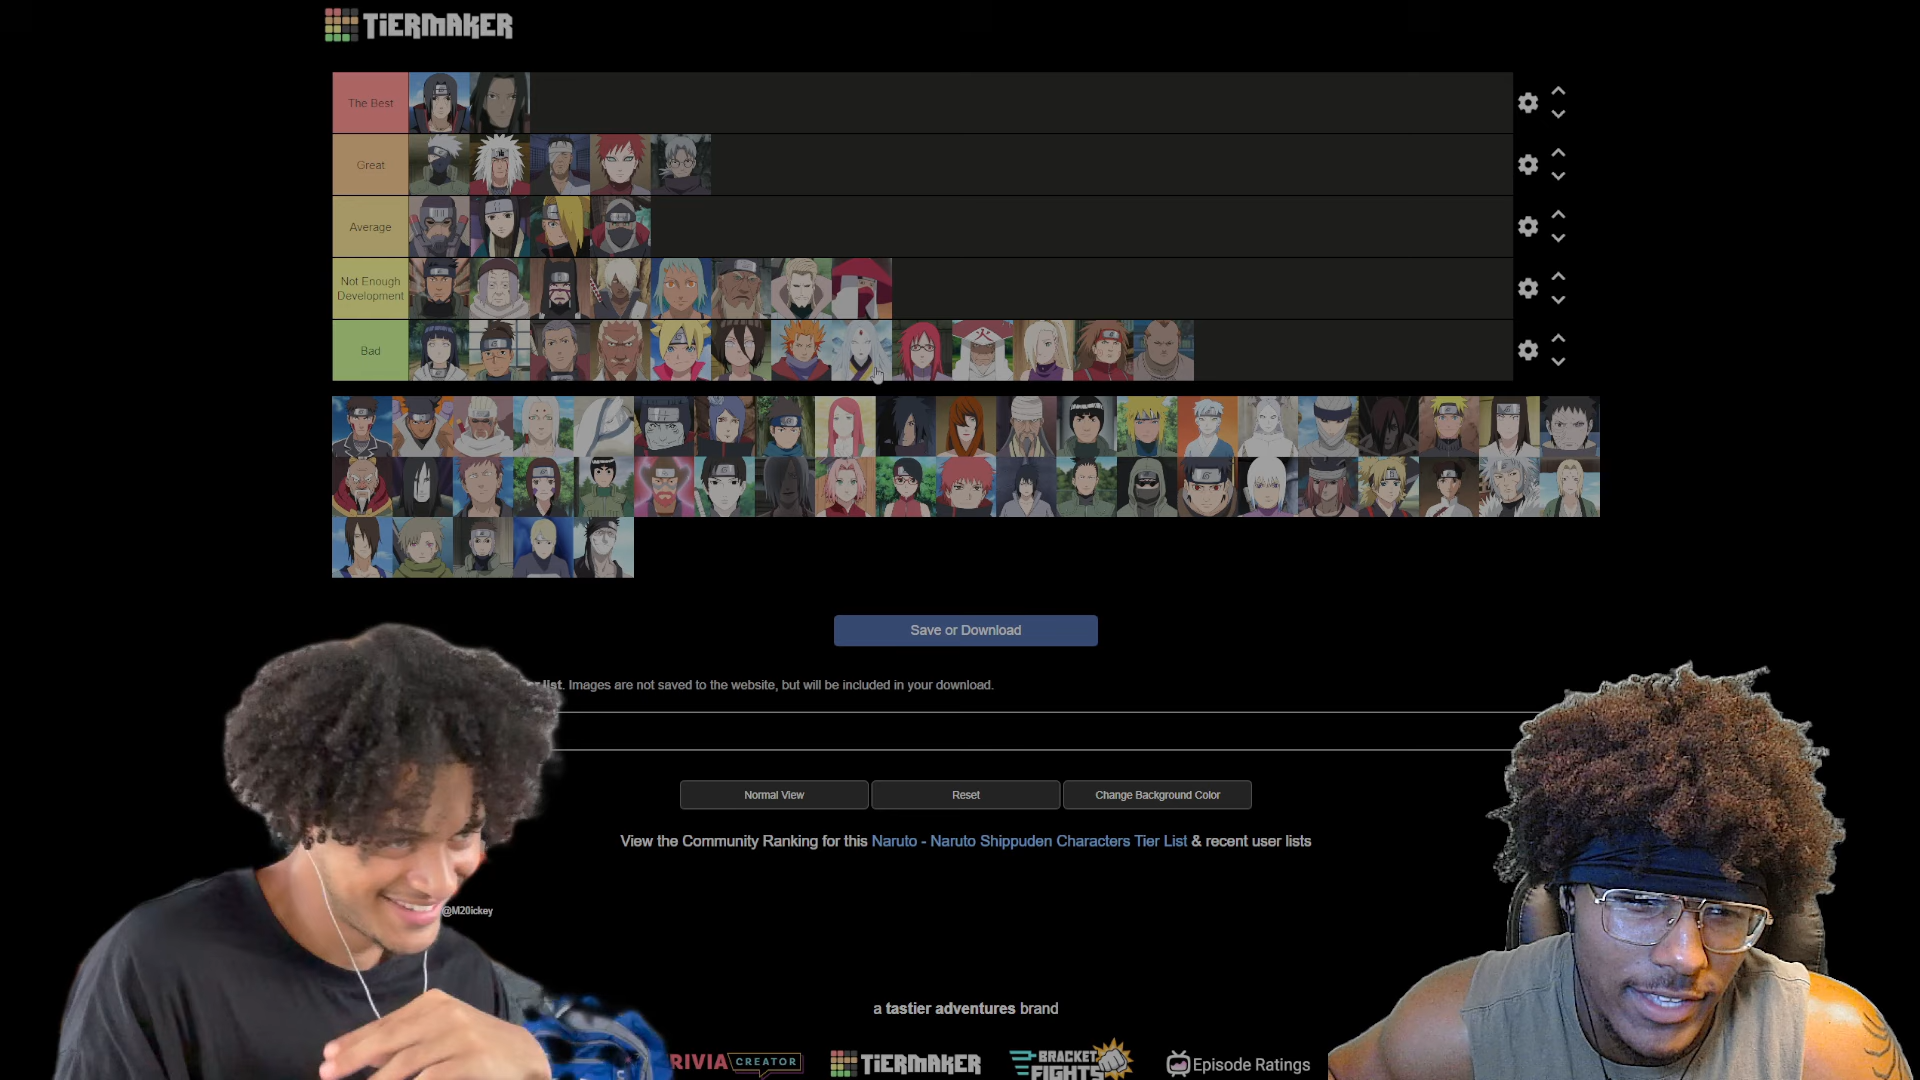 TiERMAKER
The Best
Great
Average
Not Enough
Development
Bad
Save or Download
list. Images are not saved to the website, but will be included in your download.
Normal View
Reset
Change Background Color
View the Community Ranking for this Naruto - Naruto Shippuden Characters Tier List & recent user lists
@M20ickey
a tastier adventures brand
RIVIA CREATOR
TiERMAKER
BRACKET
FIGHTS
Episode Ratings